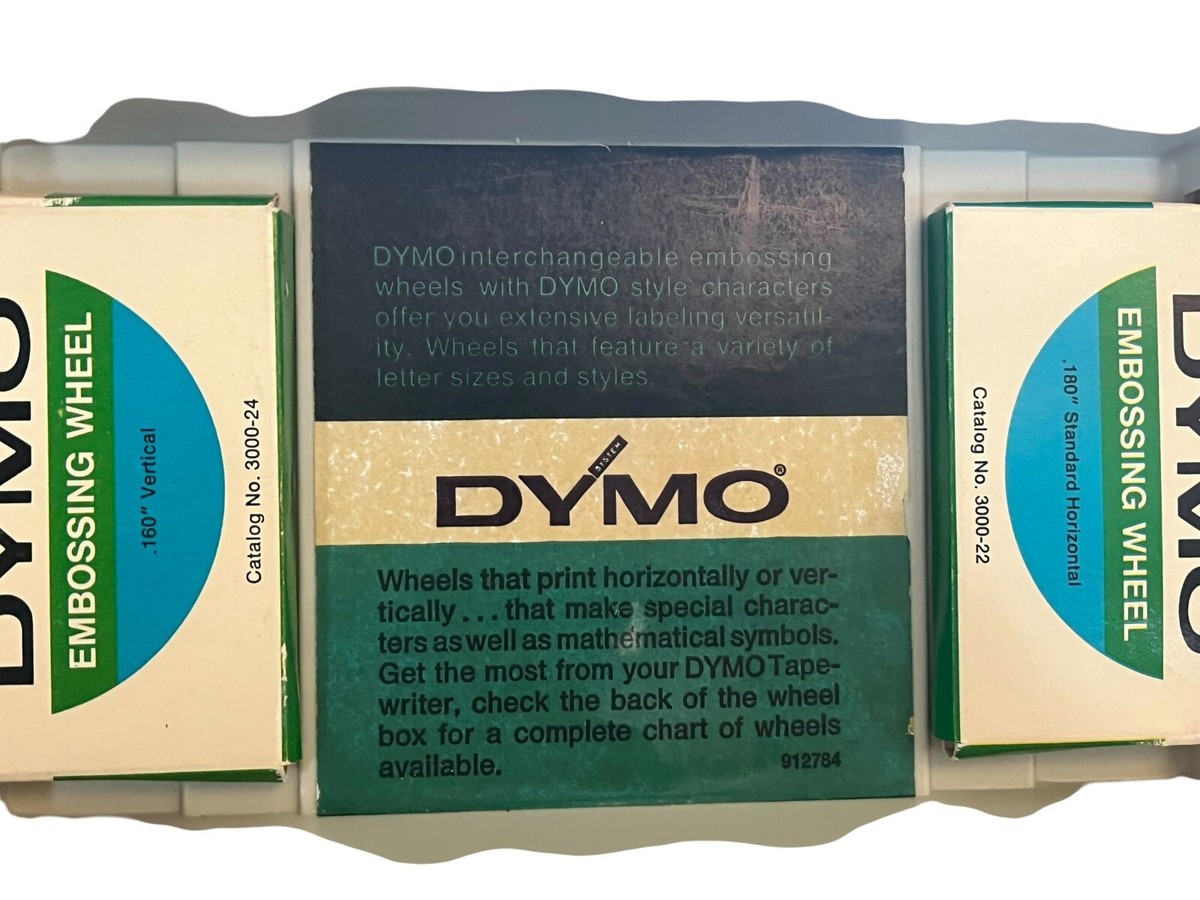 DYMO
EMBOSSING WHEEL
.160″ Vertical
Catalog No. 3000-24
DYMO interchangeable embossing
wheels with DYMO style characters
offer you extensive labeling versatil-
ity. Wheels that feature a variety of
letter sizes and styles.
SYSTEM
DYMO®
Wheels that print horizontally or ver-
tically . . . that make special charac-
ters as well as mathematical symbols.
Get the most from your DYMO Tape-
writer, check the back of the wheel
box for a complete chart of wheels
available.
912784
DYMO
EMBOSSING WHEEL
.180″ Standard Horizontal
Catalog No. 3000-22